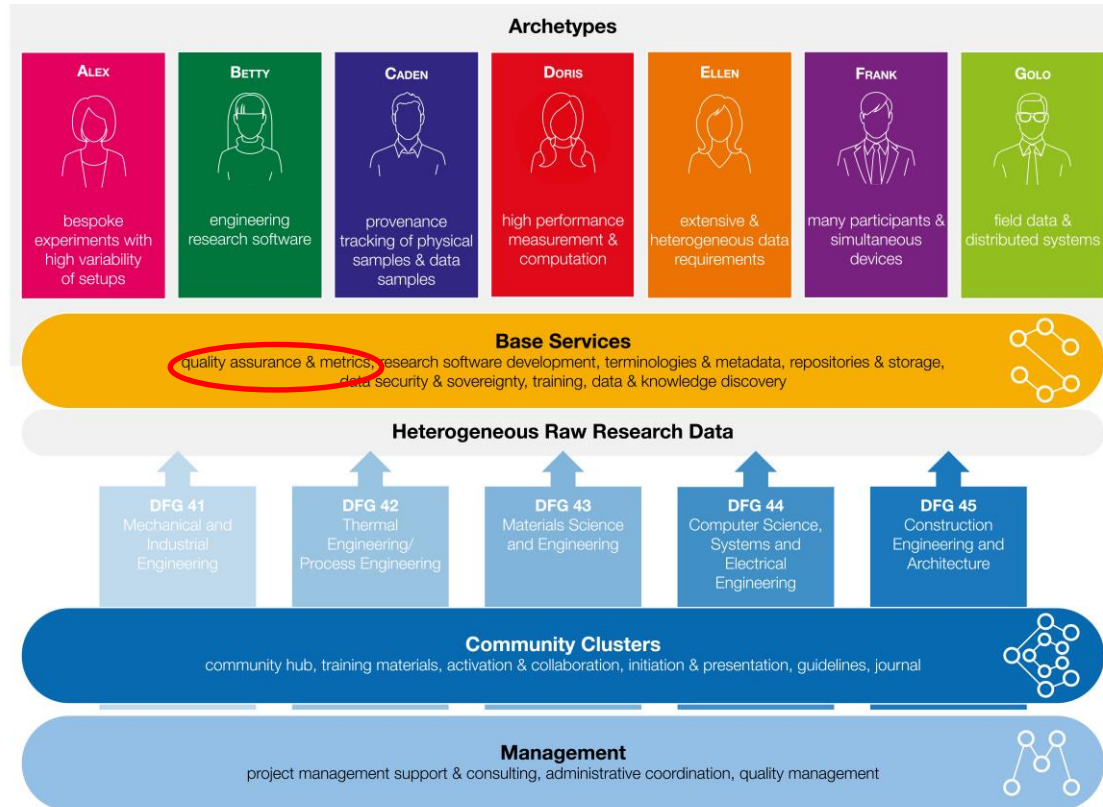 Archetypes
ALEX
bespoke
experiments with
high variability
of setups
BETTY
engineering
research software
CADEN
provenance
tracking of physical
samples & data
samples
DORIS
high performance
measurement &
computation
ELLEN
extensive &
heterogeneous data
requirements
FRANK
many participants &
simultaneous
devices
GOLO
field data &
distributed systems
Base Services
quality assurance & metrics, research software development, terminologies & metadata, repositories & storage,
data security & sovereignty, training, data & knowledge discovery
Heterogeneous Raw Research Data
DFG 41
Mechanical and
Industrial
Engineering
DFG 42
Thermal
Engineering/
Process Engineering
DFG 43
Materials Science
and Engineering
DFG 44
Computer Science,
Systems and
Electrical
Engineering
DFG 45
Construction
Engineering and
Architecture
Community Clusters
community hub, training materials, activation & collaboration, initiation & presentation, guidelines, journal
Management
project management support & consulting, administrative coordination, quality management